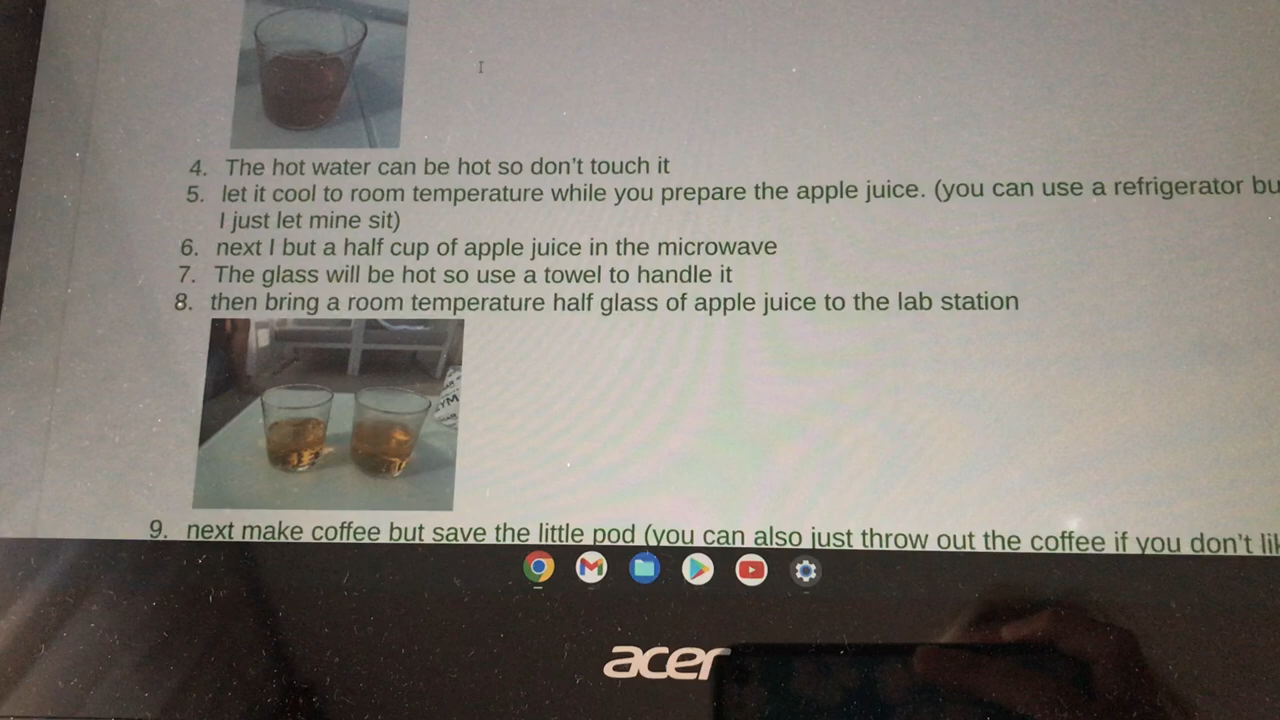 4. The hot water can be hot so don't touch it
5. let it cool to room temperature while you prepare the apple juice. (you can use a refrigerator bu
I just let mine sit)
6. next I but a half cup of apple juice in the microwave
7. The glass will be hot so use a towel to handle it
8. then bring a room temperature half glass of apple juice to the lab station
9. next make coffee but save the little pod (you can also just throw out the coffee if you don't lik
acer